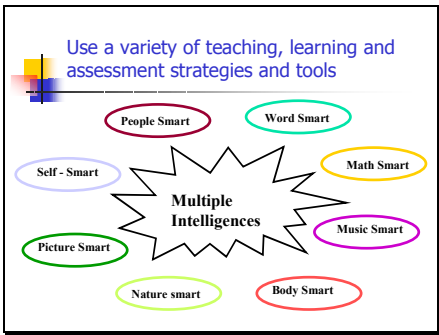 Use a variety of teaching, learning and
assessment strategies and tools
People Smart
Word Smart
Self - Smart
Math Smart
Multiple
Intelligences
Music Smart
Picture Smart
Nature smart
Body Smart